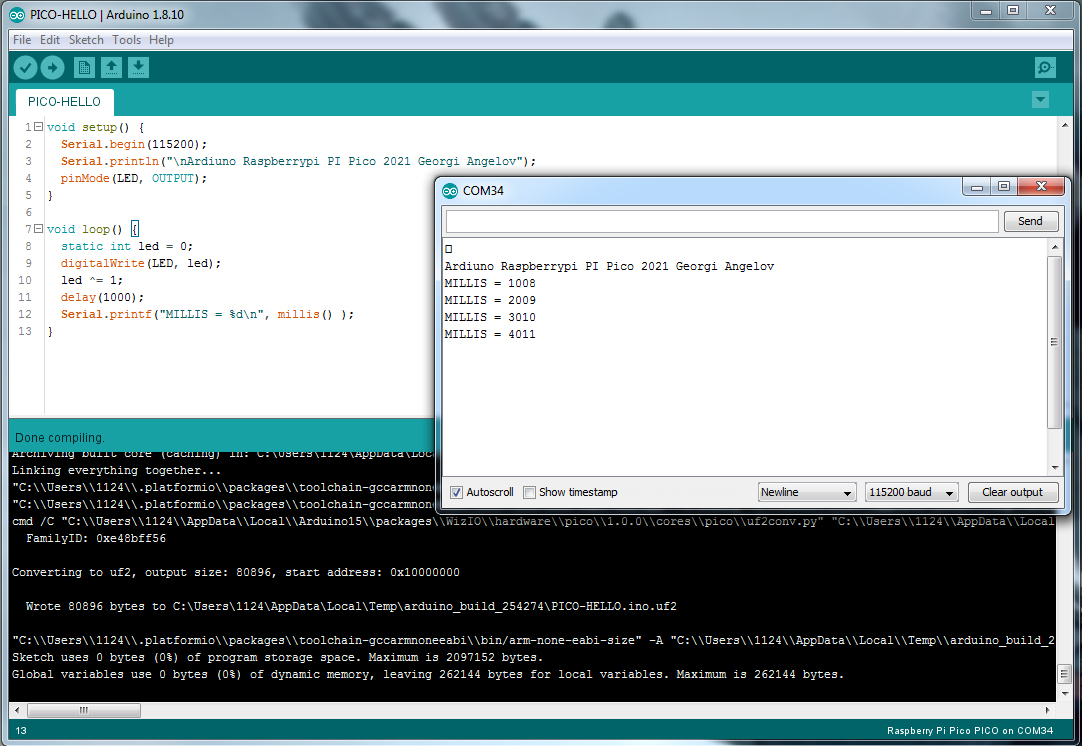 PICO-HELLO | Arduino 1.8.10
File Edit Sketch Tools Help
PICO-HELLO
1 void setup() {
2 Serial.begin(115200);
3 Serial.println("\nArdiuno Raspberrypi PI Pico 2021 Georgi Angelov");
4 pinMode(LED, OUTPUT);
5 }
6
7 void loop() {
8 static int led = 0;
9 digitalWrite(LED, led);
10 led ^= 1;
11 delay(1000);
12 Serial.printf("MILLIS = %d\n", millis() );
13 }
COM34
Send
Ardiuno Raspberrypi PI Pico 2021 Georgi Angelov
MILLIS = 1008
MILLIS = 2009
MILLIS = 3010
MILLIS = 4011
Autoscroll Show timestamp Newline 115200 baud Clear output
Done compiling.
Archiving built core (caching) in: C:\Users\1124\AppData\Loc
Linking everything together...
"C:\\Users\\1124\\.platformio\\packages\\toolchain-gccarmnone
"C:\\Users\\1124\\.platformio\\packages\\toolchain-gccarmnone
cmd /C "C:\\Users\\1124\\AppData\\Local\\Arduino15\\packages\\WizIO\\hardware\\pico\\1.0.0\\cores\\pico\\uf2conv.py" "C:\\Users\\1124\\AppData\\Local
FamilyID: 0xe48bff56
Converting to uf2, output size: 80896, start address: 0x10000000
Wrote 80896 bytes to C:\Users\1124\AppData\Local\Temp\arduino_build_254274\PICO-HELLO.ino.uf2
"C:\\Users\\1124\\.platformio\\packages\\toolchain-gccarmnoneeabi\\bin/arm-none-eabi-size" -A "C:\\Users\\1124\\AppData\\Local\\Temp\\arduino_build_2
Sketch uses 0 bytes (0%) of program storage space. Maximum is 2097152 bytes.
Global variables use 0 bytes (0%) of dynamic memory, leaving 262144 bytes for local variables. Maximum is 262144 bytes.
13
Raspberry Pi Pico PICO on COM34